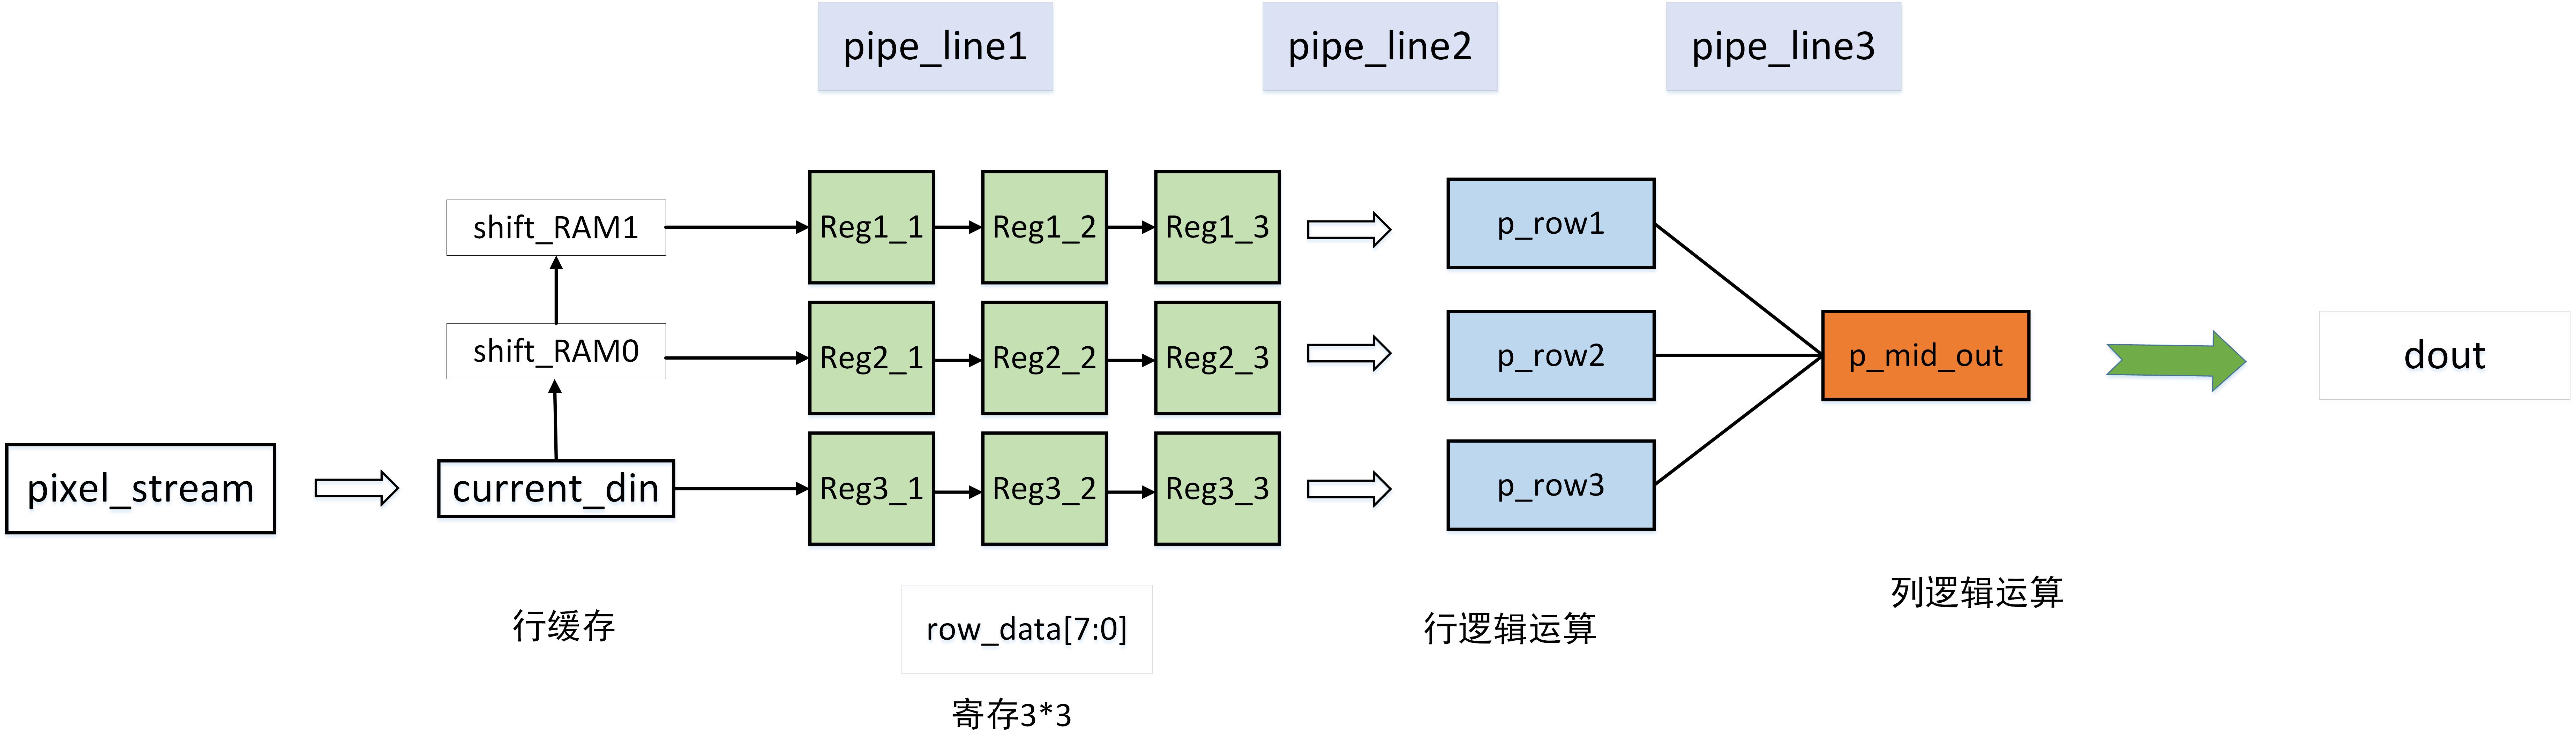 pipe_line1
pipe_line2
pipe_line3
shift_RAM1
Reg1_1
Reg1_2
Reg1_3
p_row1
shift_RAM0
Reg2_1
Reg2_2
Reg2_3
p_row2
p_mid_out
dout
pixel_stream
current_din
Reg3_1
Reg3_2
Reg3_3
p_row3
行缓存
row_data[7:0]
行逻辑运算
列逻辑运算
寄存3*3